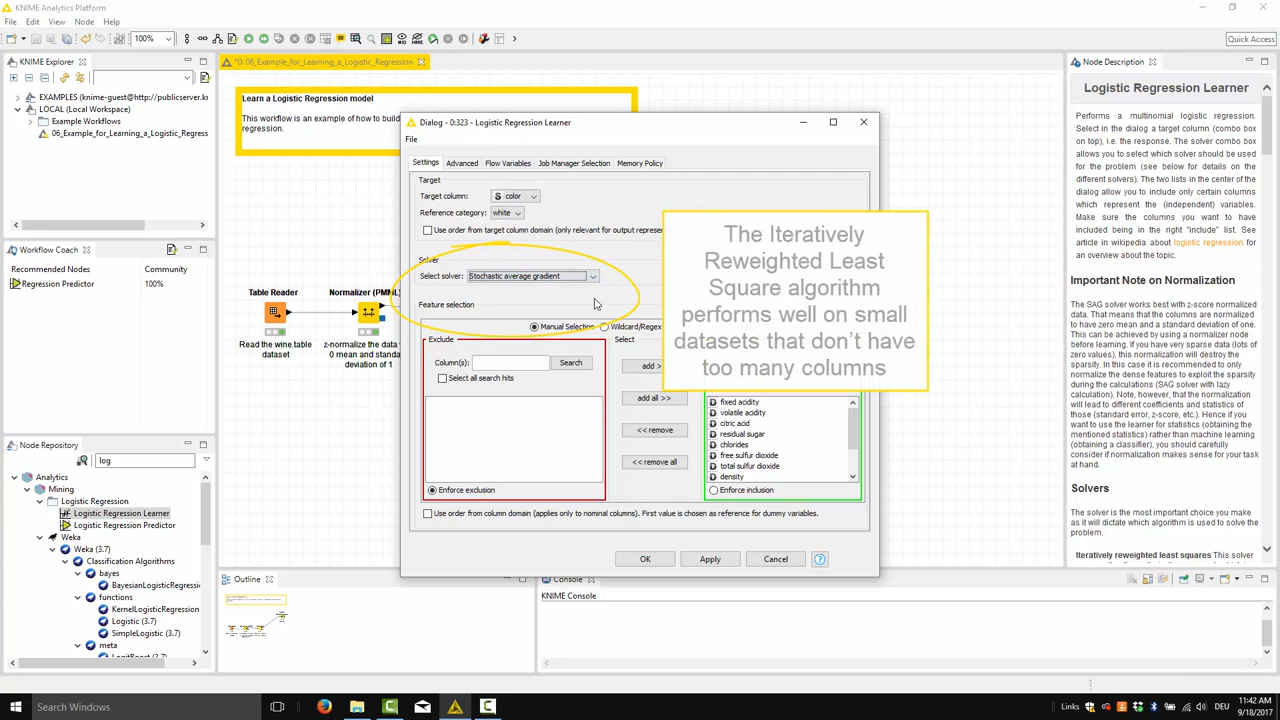 KNIME Analytics Platform
File Edit View Node Help
100%
Quick Access
KNIME Explorer
EXAMPLES (knime-guest@http://publicserver.kn
LOCAL (Local Workspace)
Example Workflows
06_Example_for_Learning_a_Logistic_Regress
Workflow Coach
Recommended Nodes Community
Regression Predictor 100%
Node Repository
log
Analytics
Mining
Logistic Regression
Logistic Regression Learner
Logistic Regression Predictor
Weka
Weka (3.7)
Classification Algorithms
bayes
BayesianLogisticRegressi
functions
KernelLogisticRegression
Logistic (3.7)
SimpleLogistic (3.7)
meta
LogitBoost (3.7)
*0: 06_Example_for_Learning_a_Logistic_Regression
Learn a Logistic Regression model
This workflow is an example of how to build
regression.
Table Reader
Read the wine.table
dataset
Normalizer (PMML
z-normalize the data
0 mean and standa
deviation of 1
Dialog - 0:323 - Logistic Regression Learner
File
Settings Advanced Flow Variables Job Manager Selection Memory Policy
Target
Target column: S color
Reference category: white
Use order from target column domain (only relevant for output represe
Solver
Select solver: Stochastic average gradient
Feature selection
Manual Selection Wildcard/Regex
Exclude
Column(s): Search
Select all search hits
Enforce exclusion
Select
add >
add all >>
<< remove
<< remove all
D fixed acidity
D volatile acidity
D citric acid
D residual sugar
D chlorides
D free sulfur dioxide
D total sulfur dioxide
D density
Enforce inclusion
Use order from column domain (applies only to nominal columns). First value is chosen as reference for dummy variables.
OK Apply Cancel ?
The Iteratively
Reweighted Least
Square algorithm
performs well on small
datasets that don't have
too many columns
Outline
Console
KNIME Console
Node Description
Logistic Regression Learner
Performs a multinomial logistic regression.
Select in the dialog a target column (combo
box on top), i.e. the response. The solver combo
box allows you to select which solver should be
used for the problem (see below for details on
the different solvers). The two lists in the center
of the dialog allow you to include only certain
columns which represent the (independent) variables.
Make sure the columns you want to have
included being in the right "include" list. See
article in wikipedia about logistic regression for
an overview about the topic.
Important Note on Normalization
The SAG solver works best with z-score normalized
data. That means that the columns are normalized
to have zero mean and a standard deviation of one.
This can be achieved by using a normalizer node
before learning. If you have very sparse data (lots of
zero values), this normalization will destroy the
sparsity. In this case it is recommended to only
normalize the dense features to exploit the sparsity
during the calculations (SAG solver with lazy
calculation). Note, however, that the normalization
will lead to different coefficients and statistics of
those (standard error, z-score, etc.). Hence if you
want to use the learner for statistics (obtaining the
mentioned statistics) rather than machine learning
(obtaining a classifier), you should carefully
consider if normalization makes sense for your task
at hand.
Solvers
The solver is the most important choice you make
as it will dictate which algorithm is used to solve the
problem.
Iteratively reweighted least squares This solver
Search Windows
Links
DEU
11:42 AM
9/18/2017